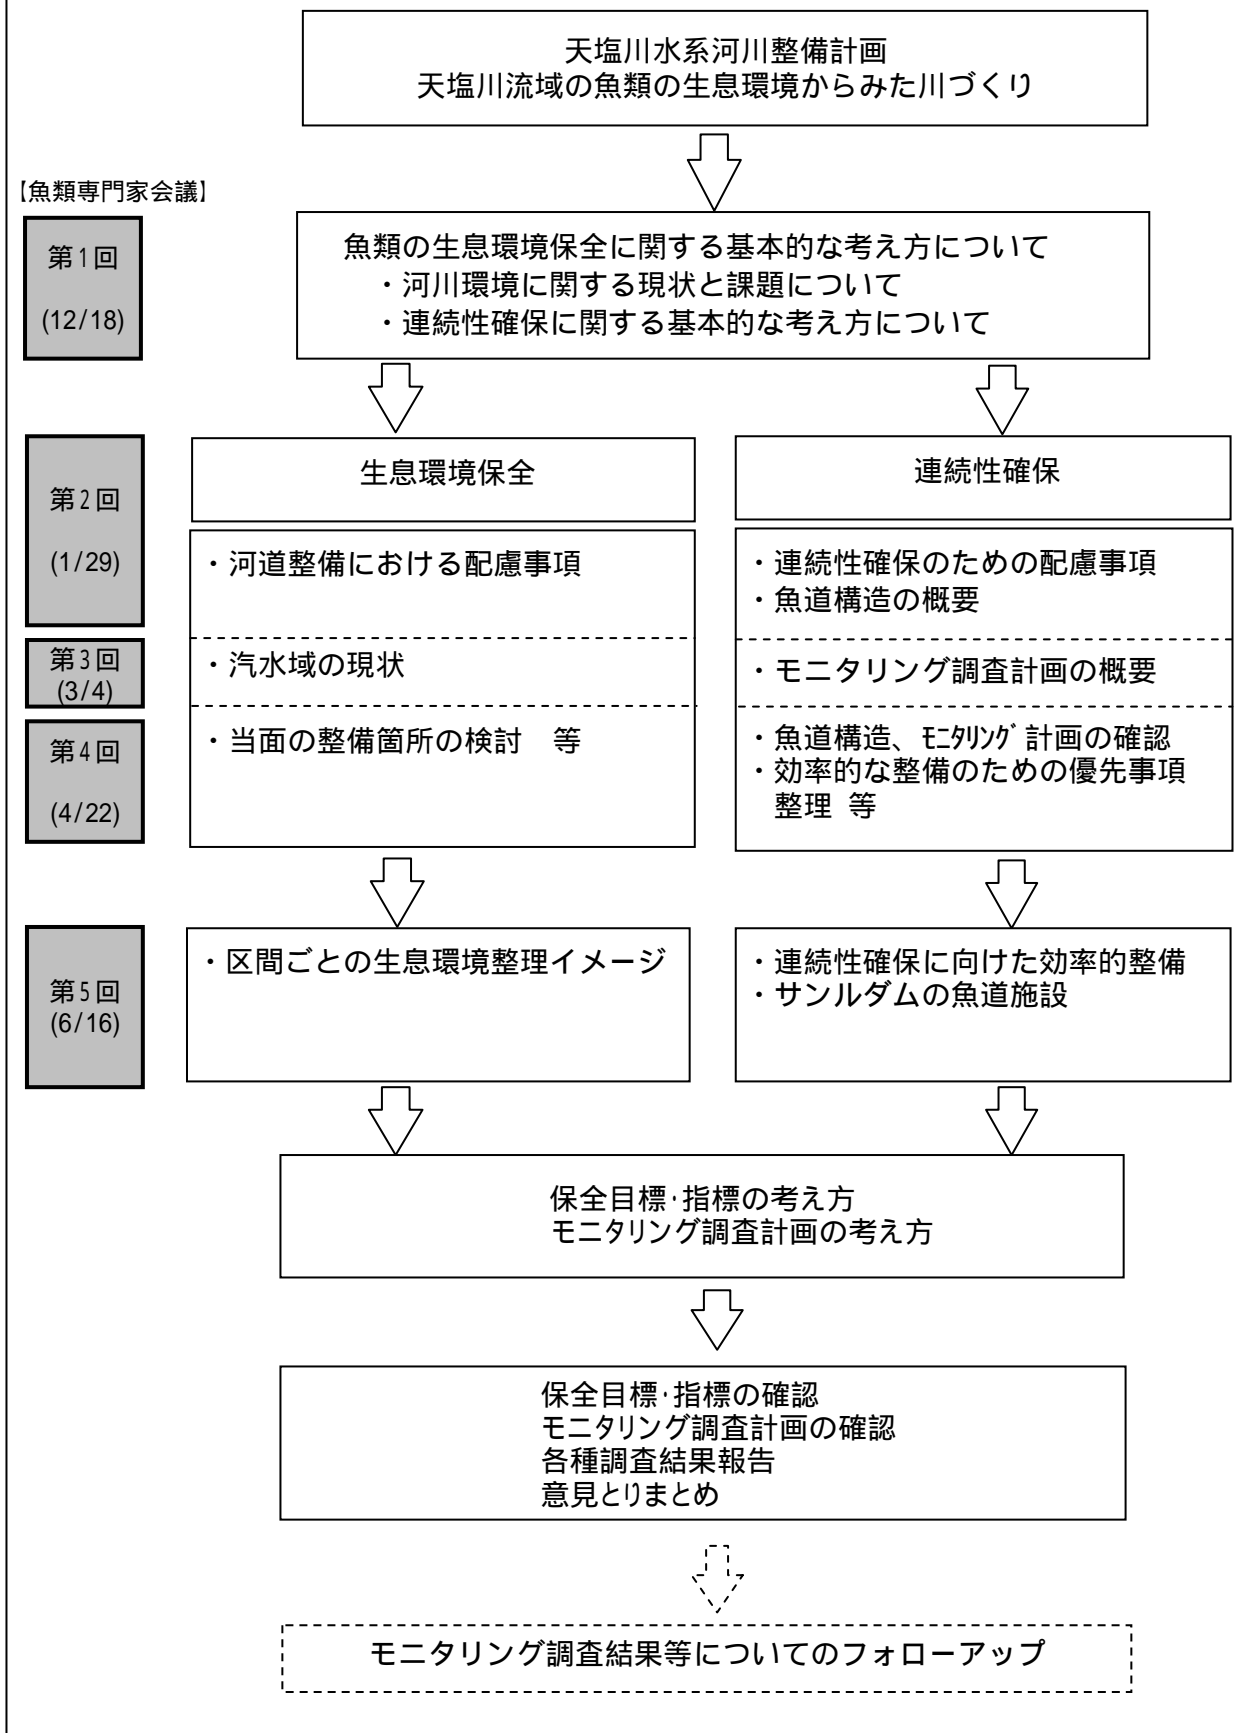 天塩川水系河川整備計画
天塩川流域の魚類の生息環境からみた川づくり
【魚類専門家会議】
第1回
(12/18)
魚類の生息環境保全に関する基本的な考え方について
・河川環境に関する現状と課題について
・連続性確保に関する基本的な考え方について
第2回
(1/29)
生息環境保全
連続性確保
・河道整備における配慮事項
・連続性確保のための配慮事項
・魚道構造の概要
第3回
(3/4)
・汽水域の現状
・モニタリング調査計画の概要
第4回
(4/22)
・当面の整備箇所の検討 等
・魚道構造、モニタリング計画の確認
・効率的な整備のための優先事項
整理 等
第5回
(6/16)
・区間ごとの生息環境整理イメージ
・連続性確保に向けた効率的整備
・サンルダムの魚道施設
保全目標・指標の考え方
モニタリング調査計画の考え方
保全目標・指標の確認
モニタリング調査計画の確認
各種調査結果報告
意見とりまとめ
モニタリング調査結果等についてのフォローアップ